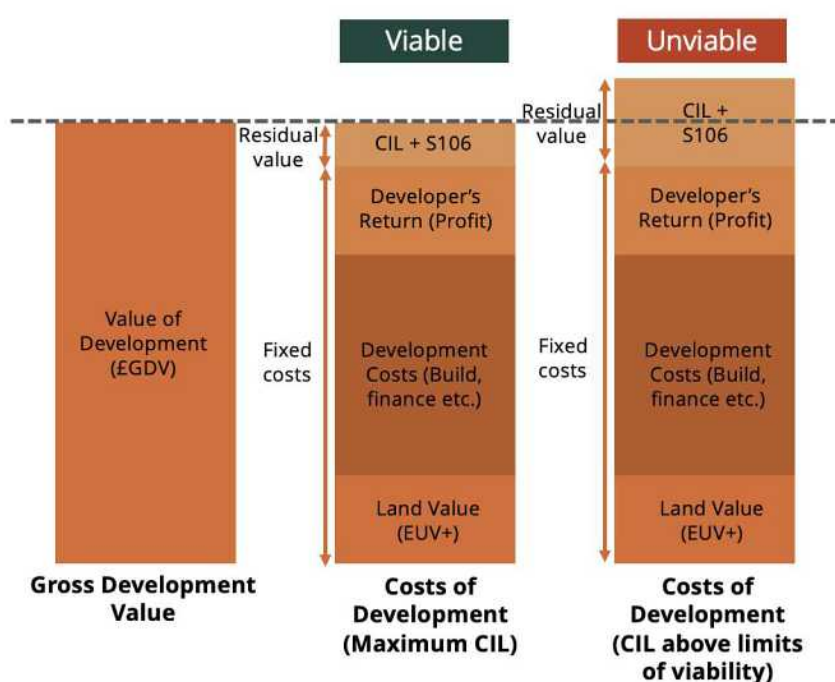 Viable
Unviable
Residual
value
CIL + S106
Residual
value
CIL +
S106
Developer's
Return (Profit)
Developer's
Return (Profit)
Value of
Development
(£GDV)
Fixed
costs
Development
Costs (Build,
finance etc.)
Fixed
costs
Development
Costs (Build,
finance etc.)
Land Value
(EUV+)
Land Value
(EUV+)
Gross Development
Value
Costs of
Development
(Maximum CIL)
Costs of
Development
(CIL above limits
of viability)